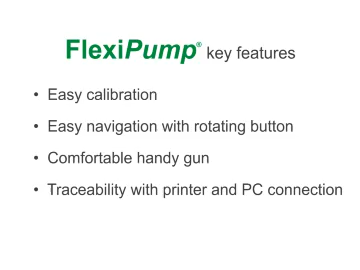 FlexiPump® key features
• Easy calibration
• Easy navigation with rotating button
• Comfortable handy gun
• Traceability with printer and PC connection